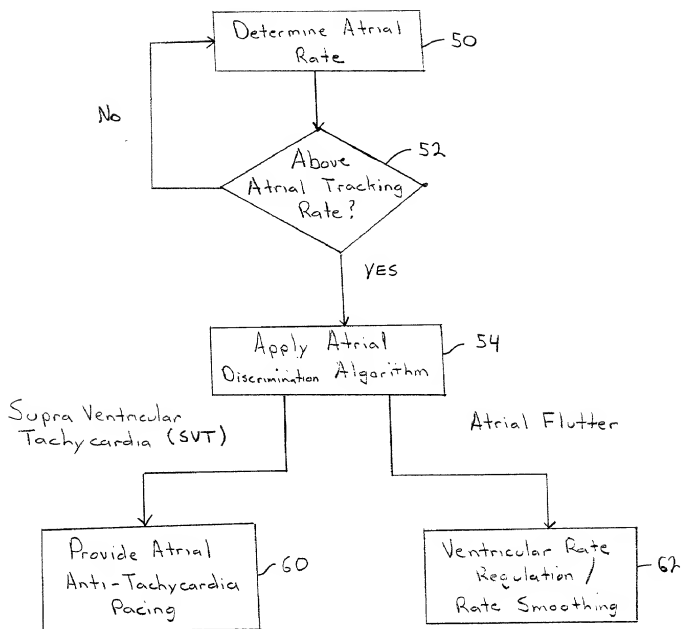 Determine Atrial
Rate
50
No
52
Above
Atrial Tracking
Rate?
YES
Apply Atrial
Discrimination Algorithm
54
Supra Ventricular
Tachycardia (SVT)
Atrial Flutter
Provide Atrial
Anti-Tachycardia
Pacing
60
Ventricular Rate
Regulation /
Rate Smoothing
62